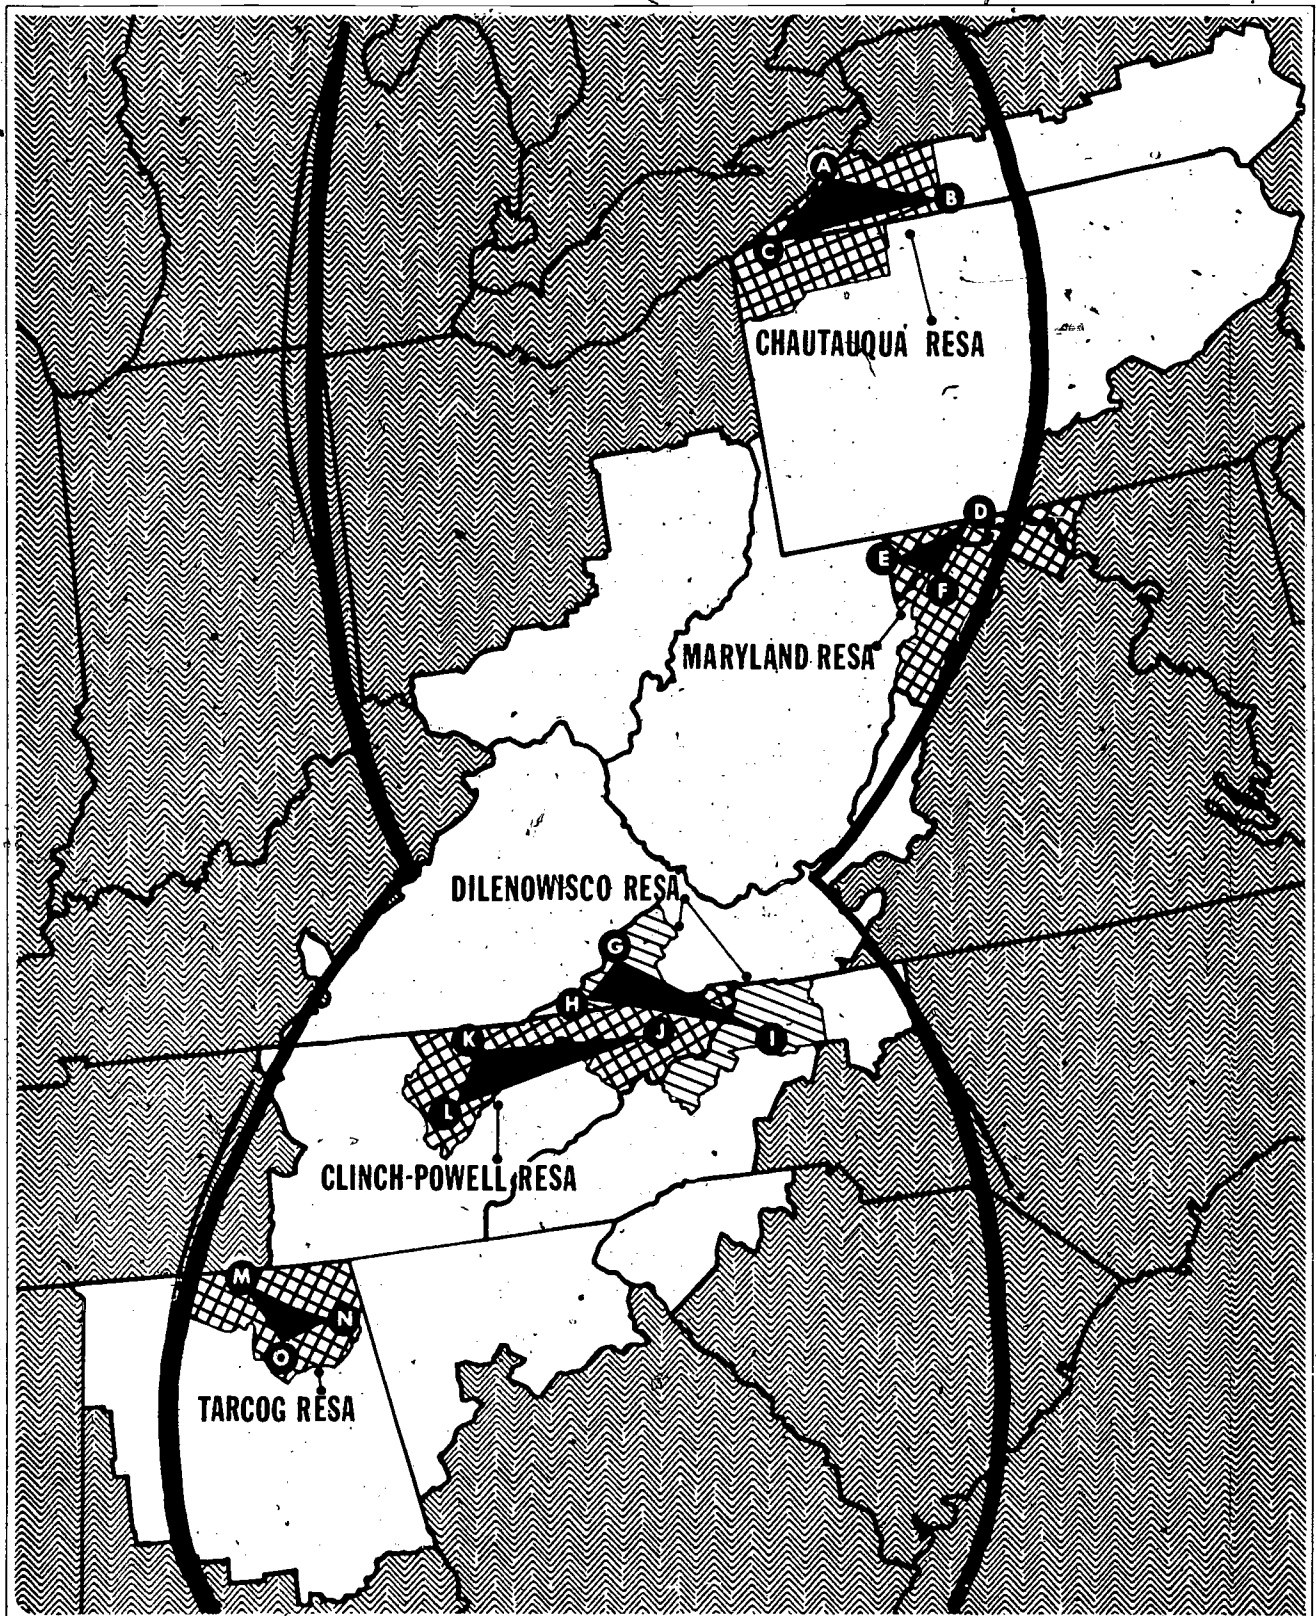 A
B
C
CHAUTAUQUA RESA
D
E
F
MARYLAND RESA
DILENOWISCO RESA
G
H
I
J
K
L
CLINCH-POWELL RESA
M
N
O
TARCOG RESA